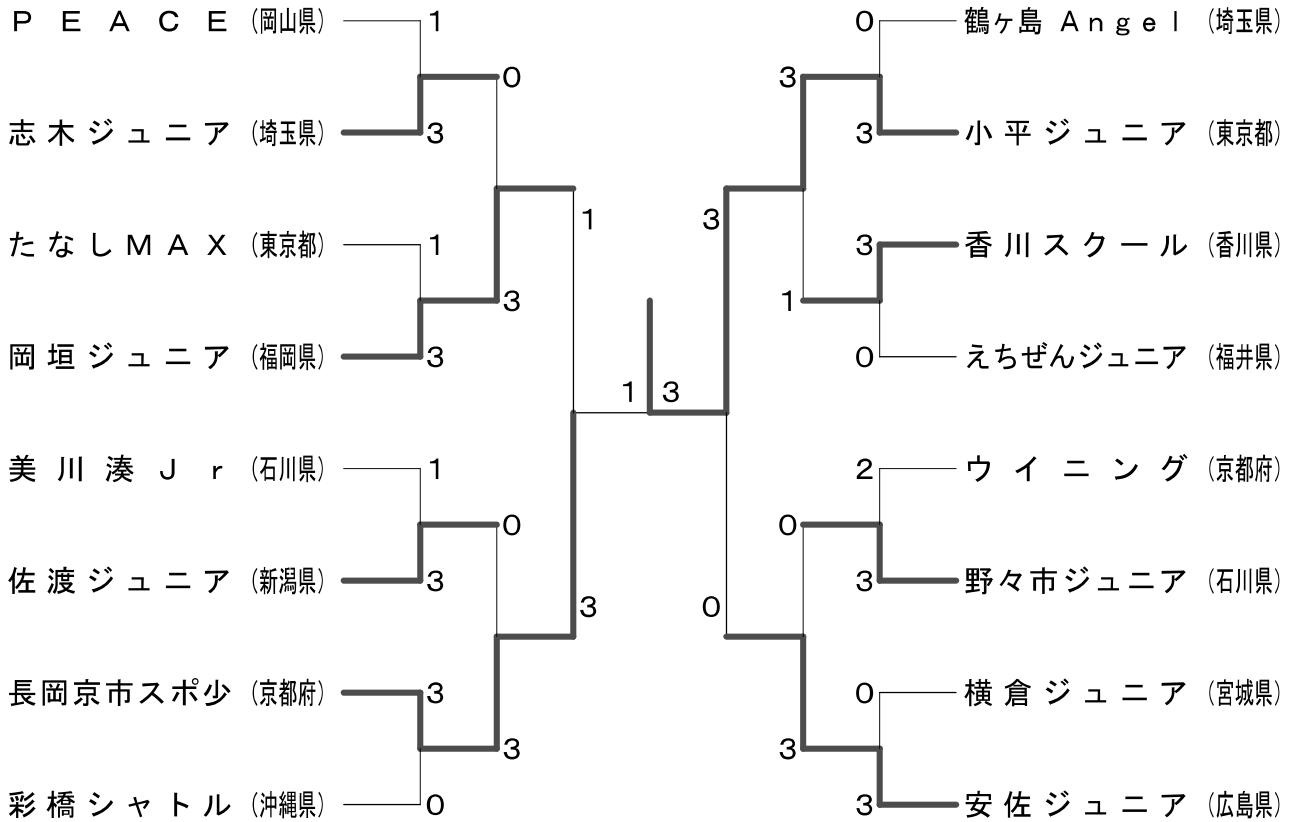 PEACE (岡山県) 1
0
志木ジュニア (埼玉県) 3
1
たなしMAX (東京都) 1
3
岡垣ジュニア (福岡県) 3
1 3
美川湊Jr (石川県) 1
0
佐渡ジュニア (新潟県) 3
3
長岡京市スポ少 (京都府) 3
3
彩橋シャトル (沖縄県) 0
0 鶴ヶ島Angel (埼玉県)
3
3 小平ジュニア (東京都)
3
3 香川スクール (香川県)
1
0 えちぜんジュニア (福井県)
2 ウイニング (京都府)
0
3 野々市ジュニア (石川県)
0
0 横倉ジュニア (宮城県)
3
3 安佐ジュニア (広島県)